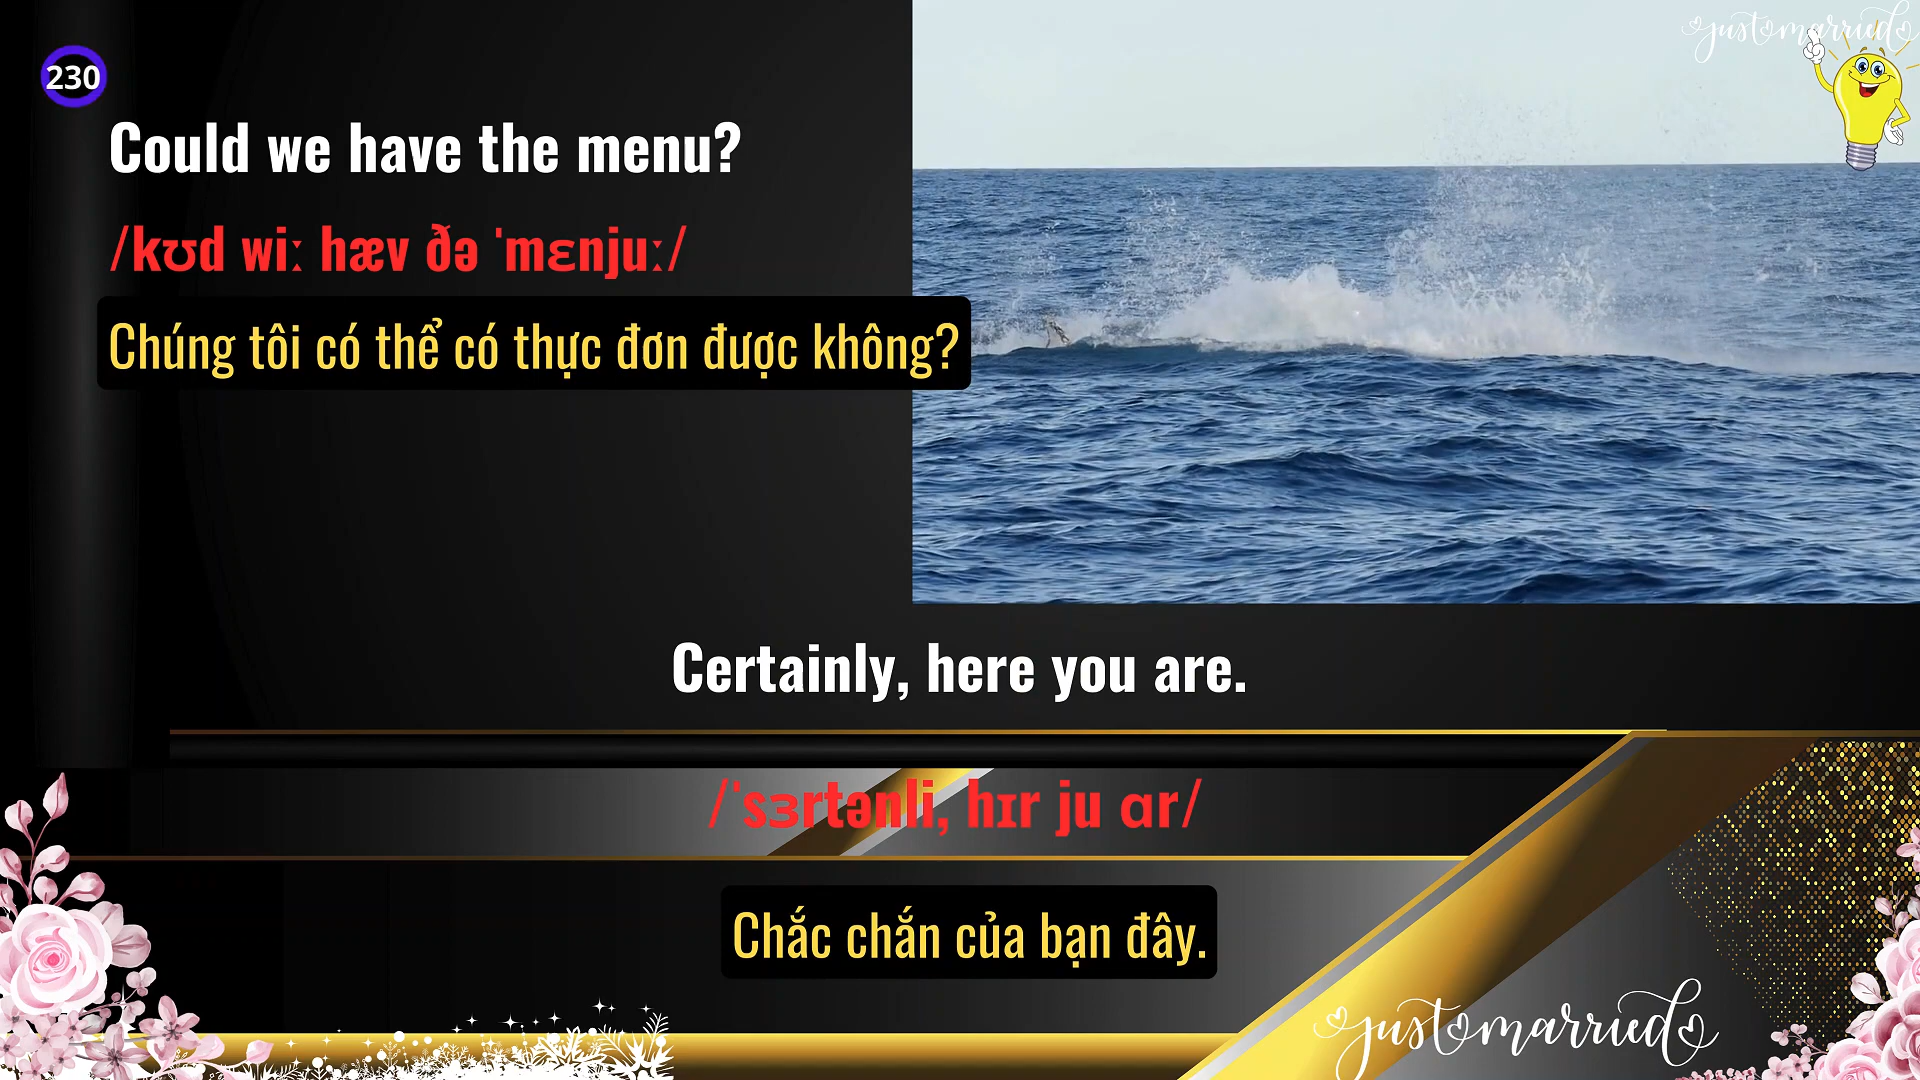 justmarried
230
Could we have the menu?
/kʊd wiː hæv ðə ˈmɛnjuː/
Chúng tôi có thể có thực đơn được không?
Certainly, here you are.
/ˈsɜrtənli, hɪr ju ɑr/
Chắc chắn của bạn đây.
justmarried